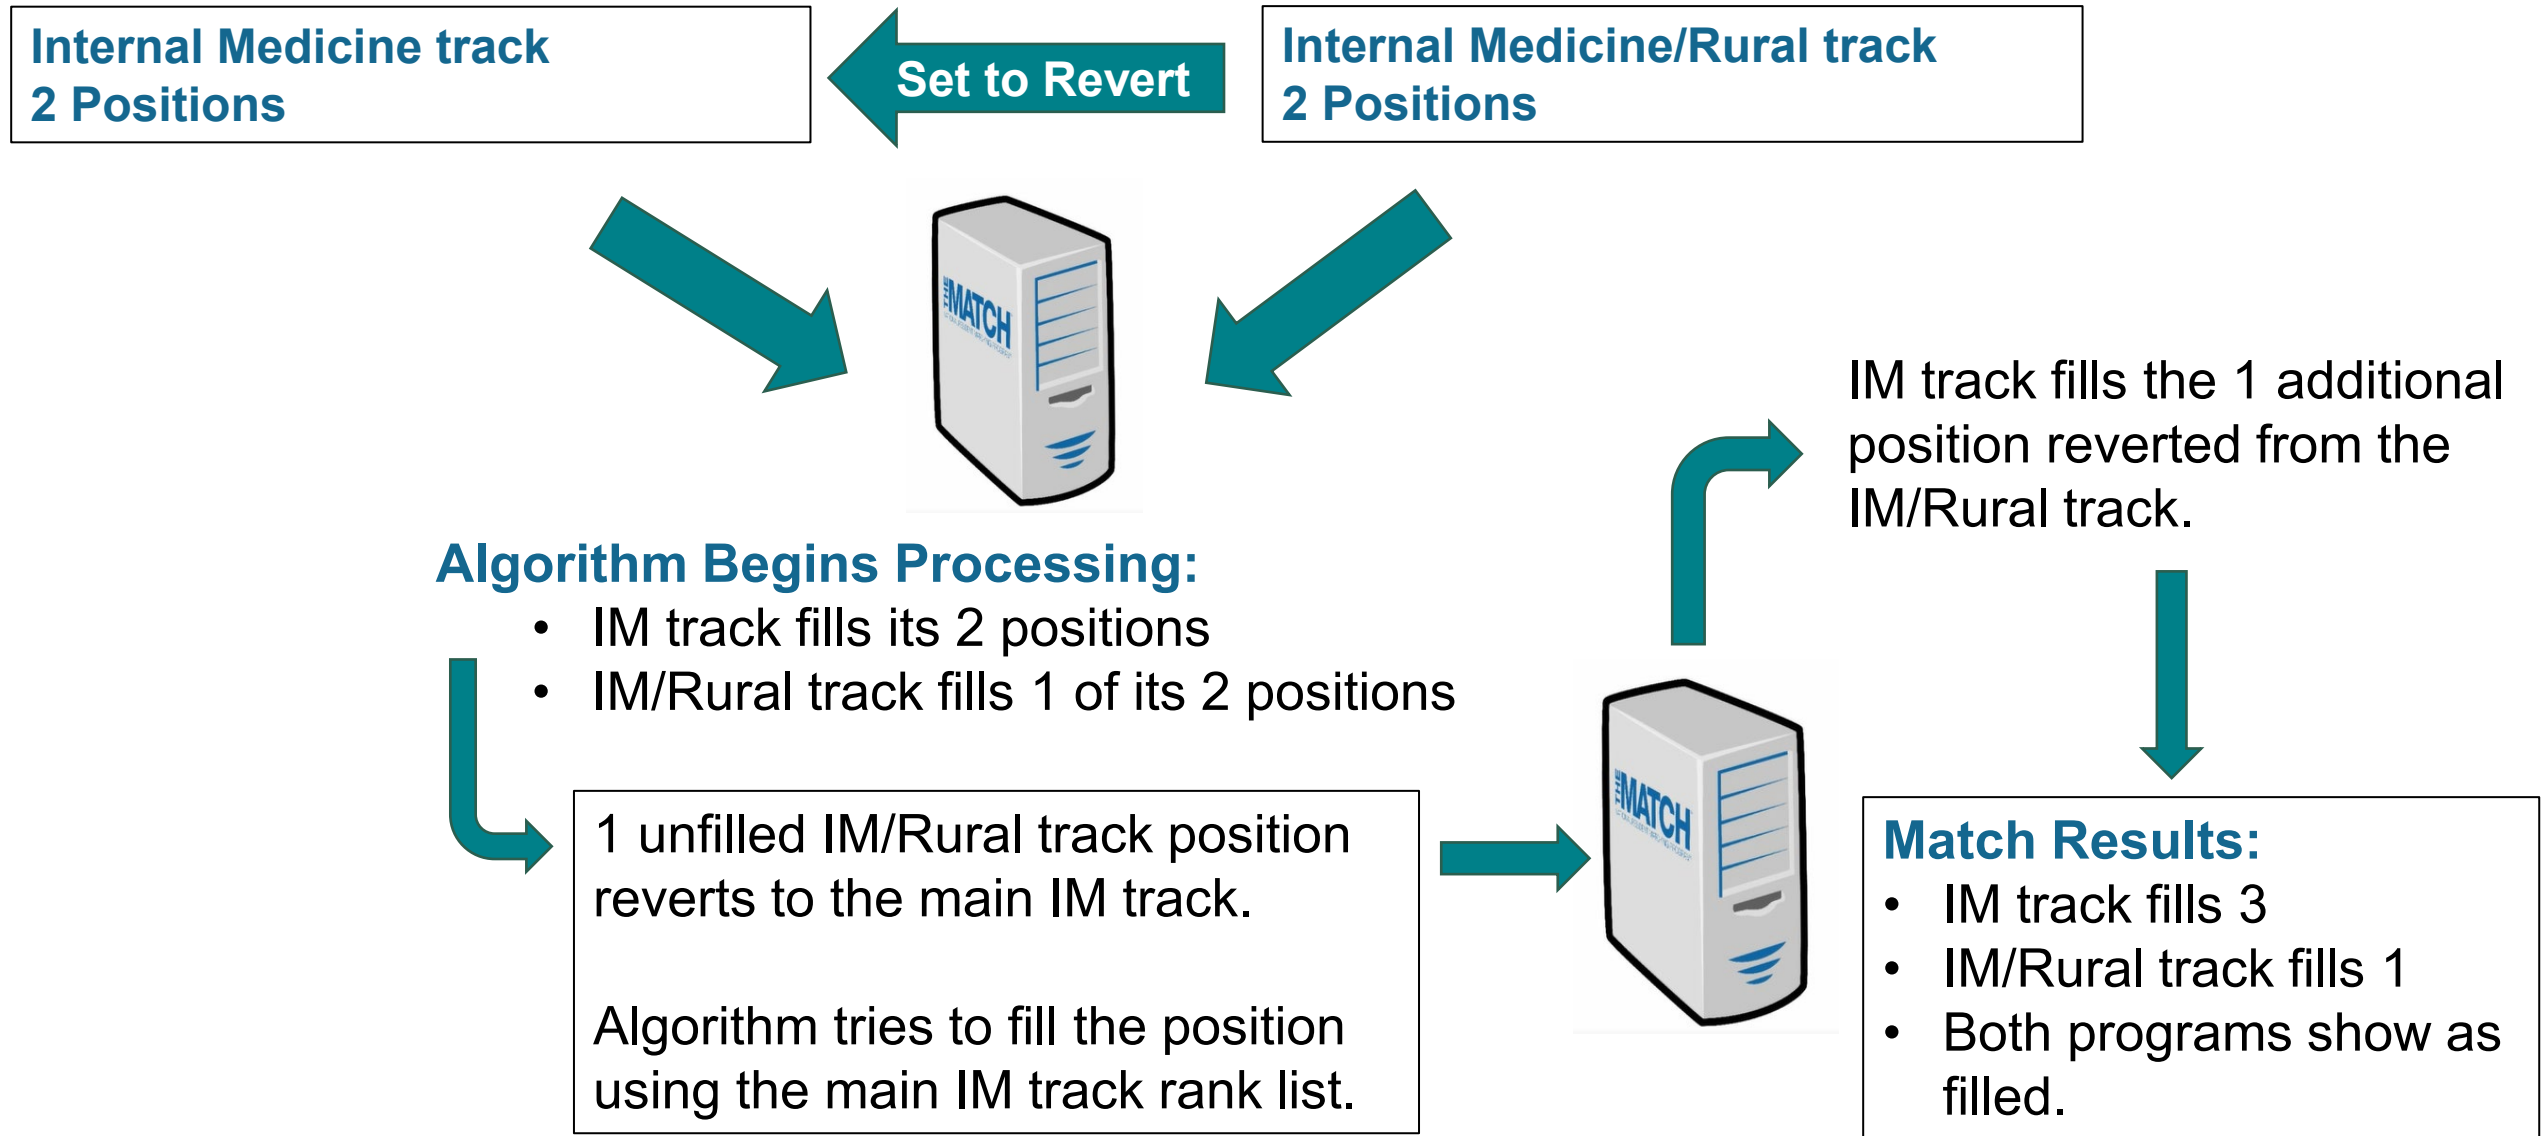 Internal Medicine track
2 Positions
Set to Revert
Internal Medicine/Rural track
2 Positions
THE MATCH
Algorithm Begins Processing:
• IM track fills its 2 positions
• IM/Rural track fills 1 of its 2 positions
1 unfilled IM/Rural track position
reverts to the main IM track.
Algorithm tries to fill the position
using the main IM track rank list.
THE MATCH
IM track fills the 1 additional
position reverted from the
IM/Rural track.
Match Results:
• IM track fills 3
• IM/Rural track fills 1
• Both programs show as
filled.